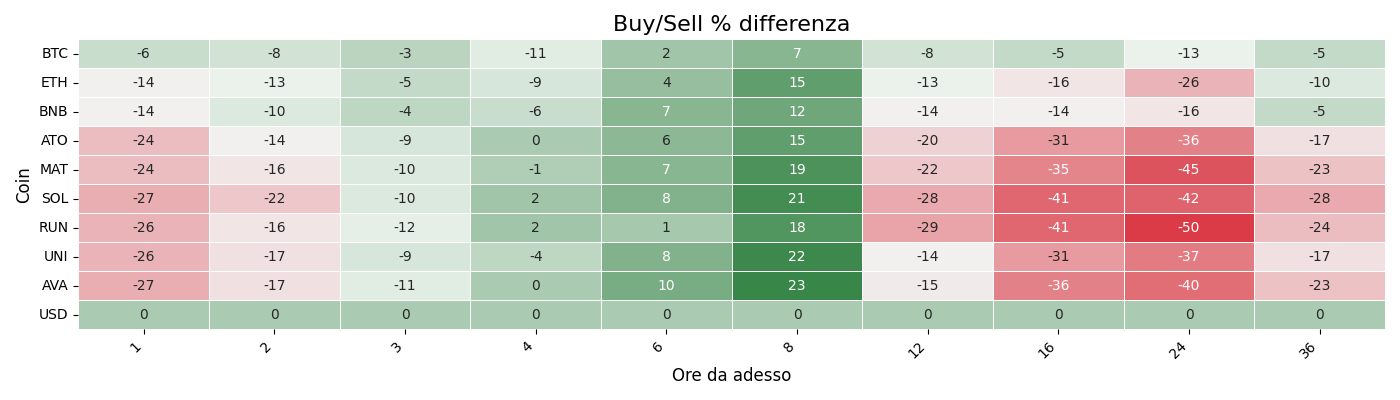 Buy/Sell % differenza
Coin
BTC -6 -8 -3 -11 2 7 -8 -5 -13 -5
ETH -14 -13 -5 -9 4 15 -13 -16 -26 -10
BNB -14 -10 -4 -6 7 12 -14 -14 -16 -5
ATO -24 -14 -9 0 6 15 -20 -31 -36 -17
MAT -24 -16 -10 -1 7 19 -22 -35 -45 -23
SOL -27 -22 -10 2 8 21 -28 -41 -42 -28
RUN -26 -16 -12 2 1 18 -29 -41 -50 -24
UNI -26 -17 -9 -4 8 22 -14 -31 -37 -17
AVA -27 -17 -11 0 10 23 -15 -36 -40 -23
USD 0 0 0 0 0 0 0 0 0 0
1 2 3 4 6 8 12 16 24 36
Ore da adesso